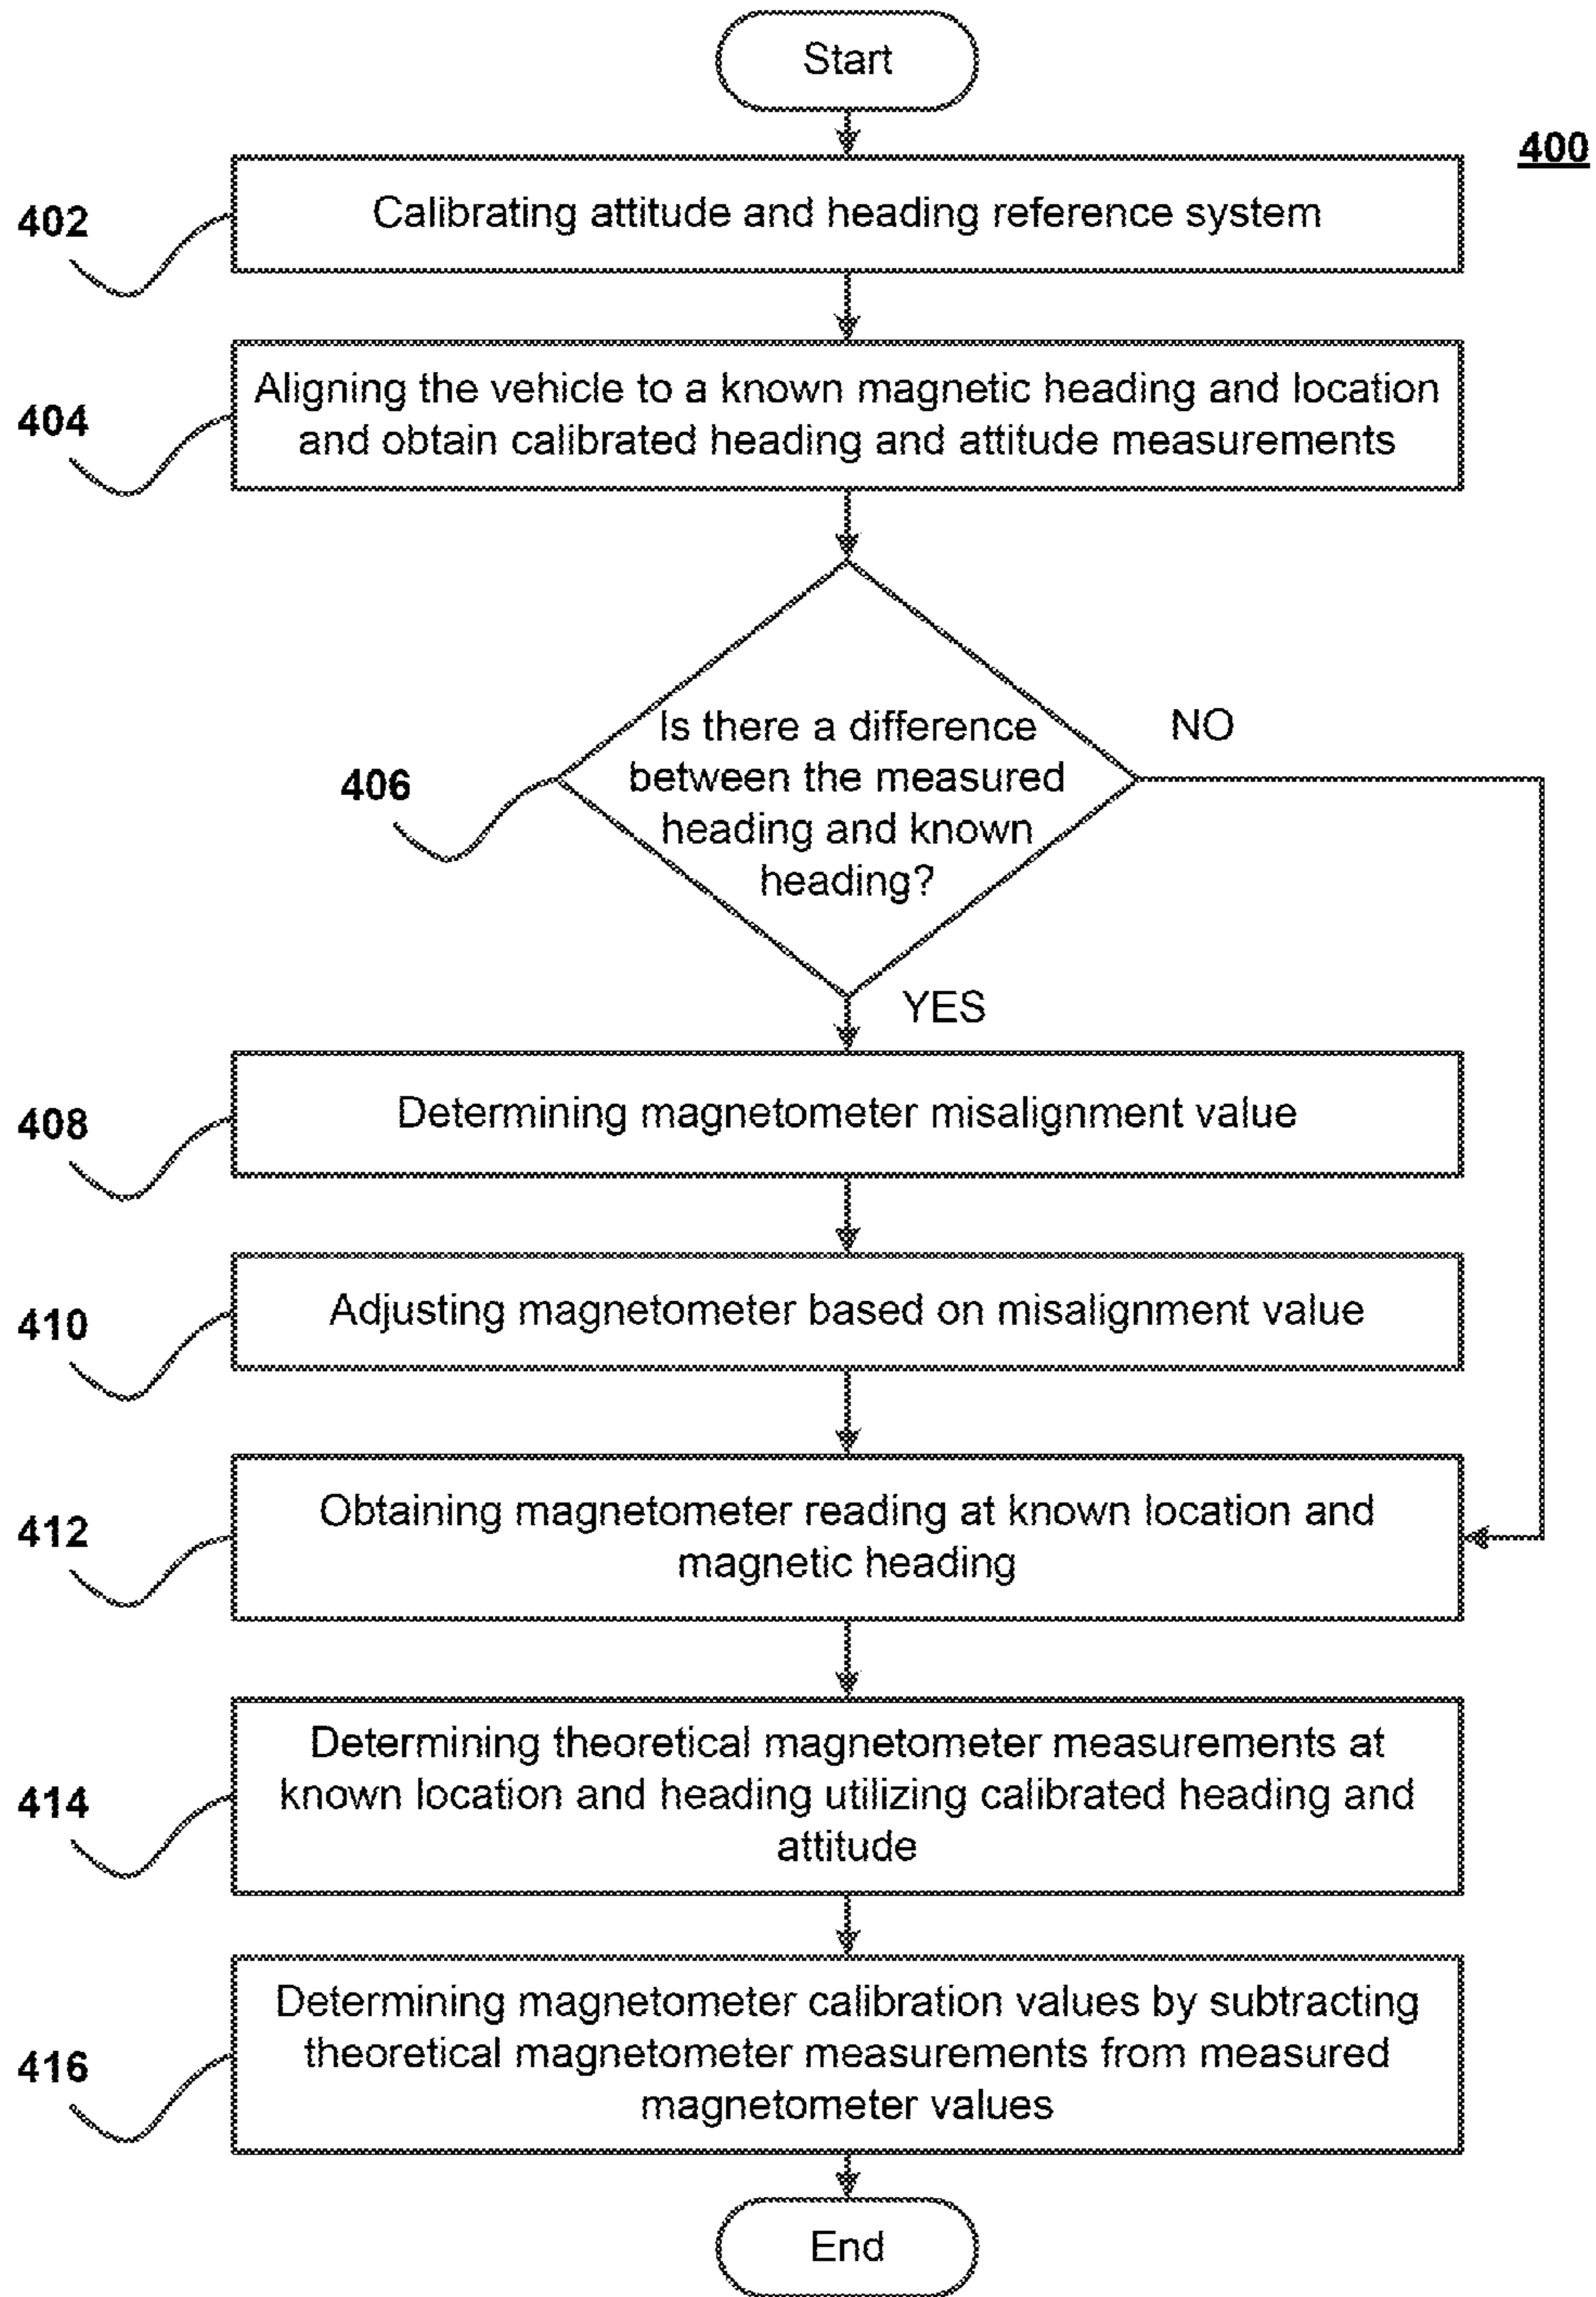 Start
400
402
Calibrating attitude and heading reference system
404
Aligning the vehicle to a known magnetic heading and location
and obtain calibrated heading and attitude measurements
406
Is there a difference
between the measured
heading and known
heading?
NO
YES
408
Determining magnetometer misalignment value
410
Adjusting magnetometer based on misalignment value
412
Obtaining magnetometer reading at known location and
magnetic heading
414
Determining theoretical magnetometer measurements at
known location and heading utilizing calibrated heading and
attitude
416
Determining magnetometer calibration values by subtracting
theoretical magnetometer measurements from measured
magnetometer values
End